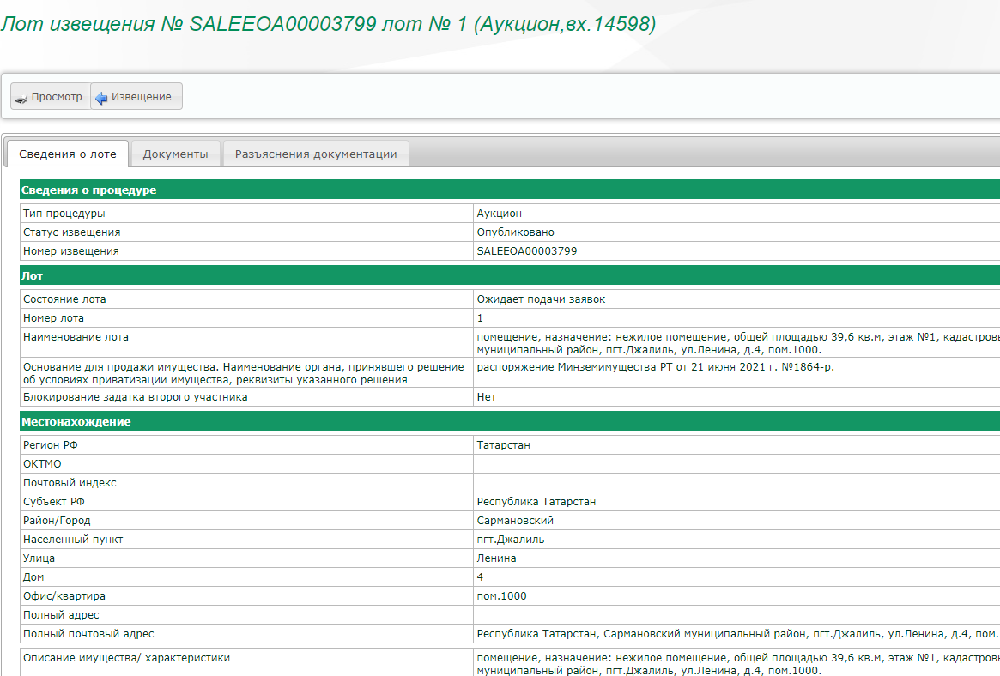 Лот извещения № SALEEOA00003799 лот № 1 (Аукцион,вх.14598)
Просмотр Извещение
Сведения о лоте Документы Разъяснения документации
Сведения о процедуре
Тип процедуры Аукцион
Статус извещения Опубликовано
Номер извещения SALEEOA00003799
Лот
Состояние лота Ожидает подачи заявок
Номер лота 1
Наименование лота помещение, назначение: нежилое помещение, общей площадью 39,6 кв.м, этаж №1,
муниципальный район, пгт.Джалиль, ул.Ленина, д.4, пом.1000.
Основание для продажи имущества. Наименование органа, принявшего решение распоряжение Минземимущества РТ от 21 июня 2021 г. №1864-р.
об условиях приватизации имущества, реквизиты указанного решения
Блокирование задатка второго участника Нет
Местонахождение
Регион РФ Татарстан
ОКТМО
Почтовый индекс
Субъект РФ Республика Татарстан
Район/Город Сармановский
Населенный пункт пгт.Джалиль
Улица Ленина
Дом 4
Офис/квартира пом.1000
Полный адрес
Полный почтовый адрес Республика Татарстан, Сармановский муниципальный район, пгт.Джалиль, ул.Ленина, д.4, пом.
Описание имущества/ характеристики помещение, назначение: нежилое помещение, общей площадью 39,6 кв.м, этаж №1,
муниципальный район, пгт.Джалиль, ул.Ленина, д.4, пом.1000.